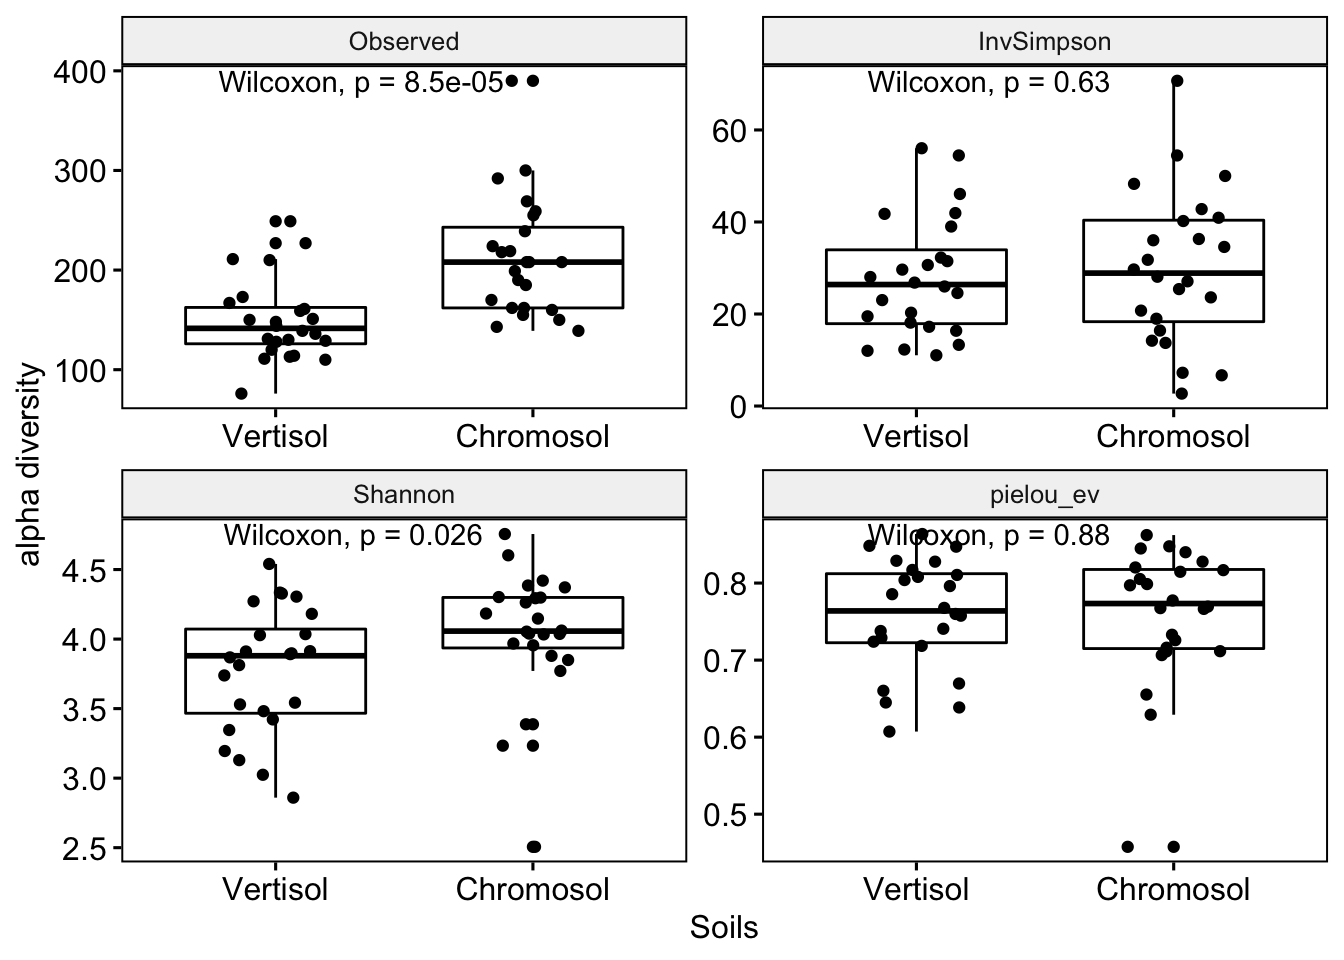 alpha diversity
Observed
Wilcoxon, p = 8.5e-05
400
300
200
100
Vertisol
Chromosol
InvSimpson
Wilcoxon, p = 0.63
60
40
20
0
Vertisol
Chromosol
Shannon
Wilcoxon, p = 0.026
4.5
4.0
3.5
3.0
2.5
Vertisol
Chromosol
pielou_ev
Wilcoxon, p = 0.88
0.8
0.7
0.6
0.5
Vertisol
Chromosol
Soils